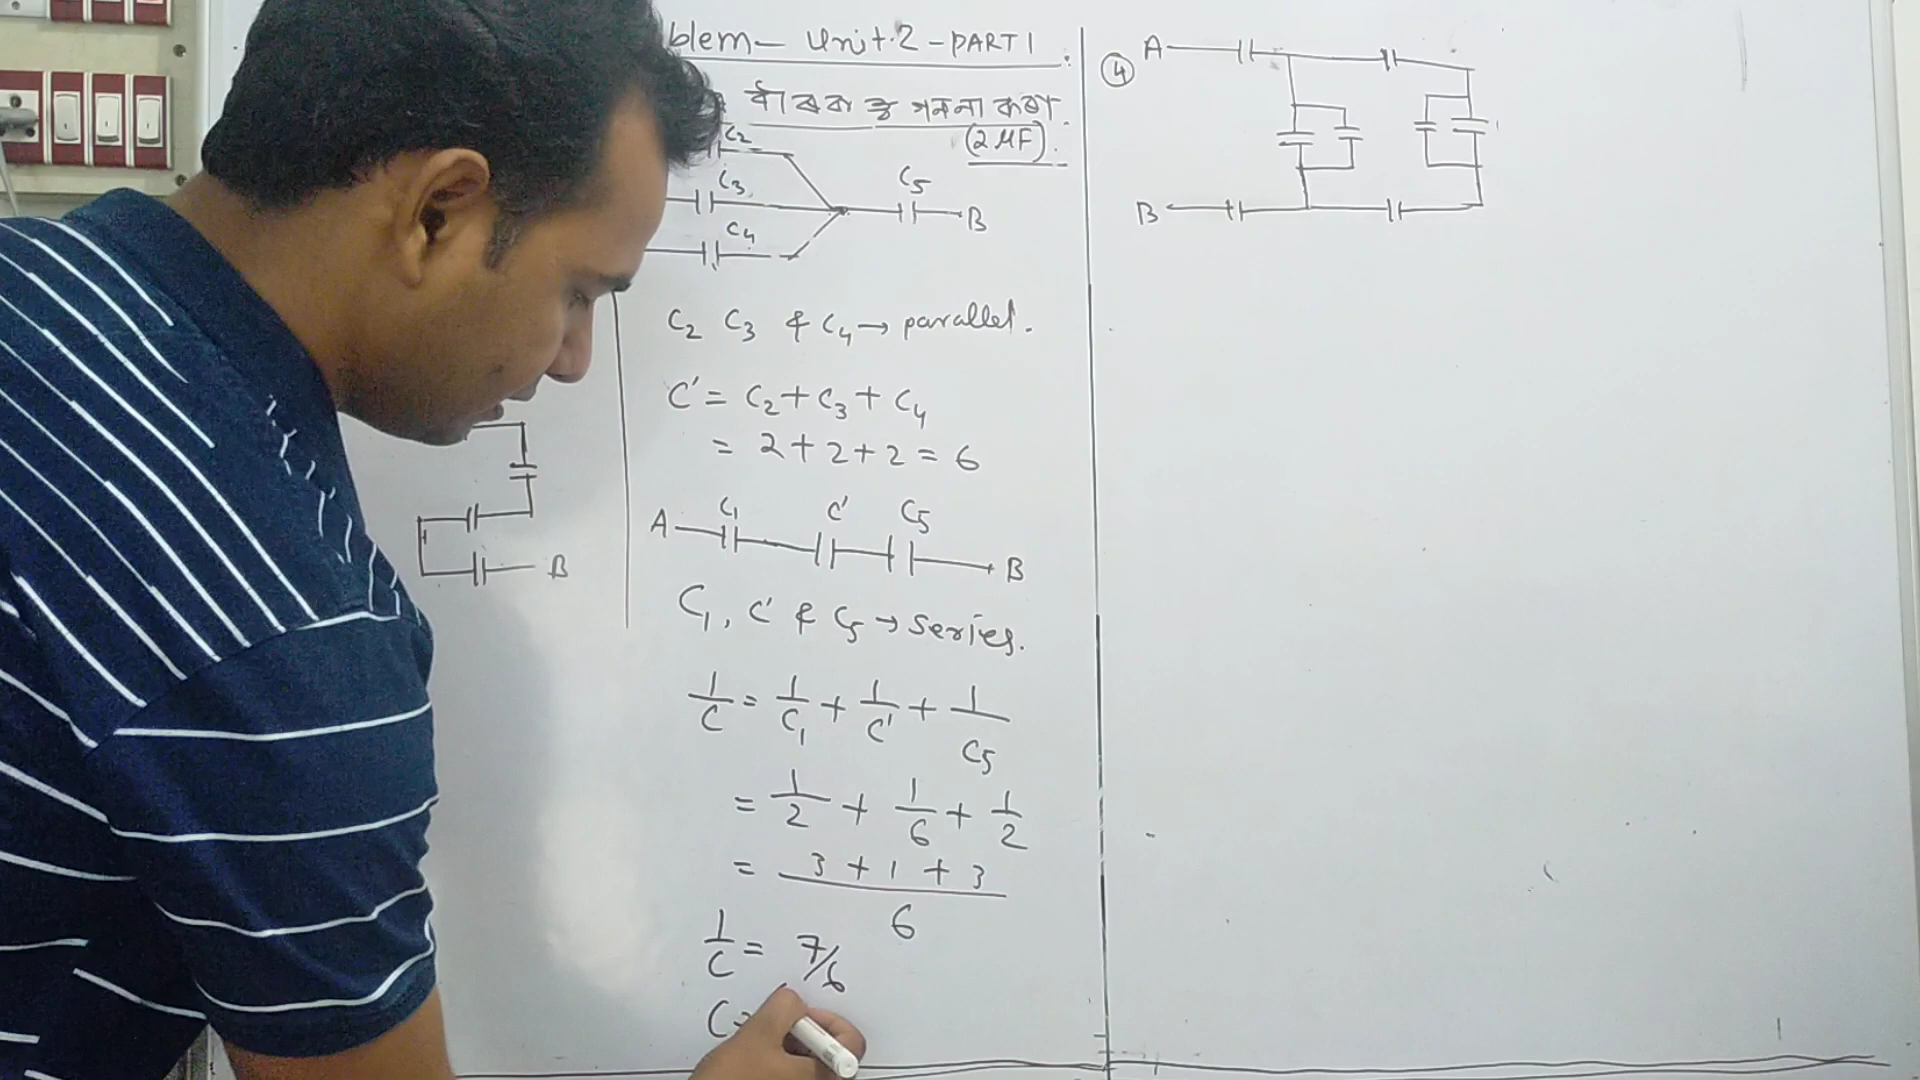 blem - Unit.2 - PART 1
(2 μF).
C2
C3
C4
C5
B
C2 C3 & C4 → parallel.
C' = C2 + C3 + C4
= 2 + 2 + 2 = 6
C1 C' C5
A B
C1, C' & C5 → series.
1/C = 1/C1 + 1/C' + 1/C5
= 1/2 + 1/6 + 1/2
= 3 + 1 + 3 / 6
1/C = 7/6
C =
B
④ A
B